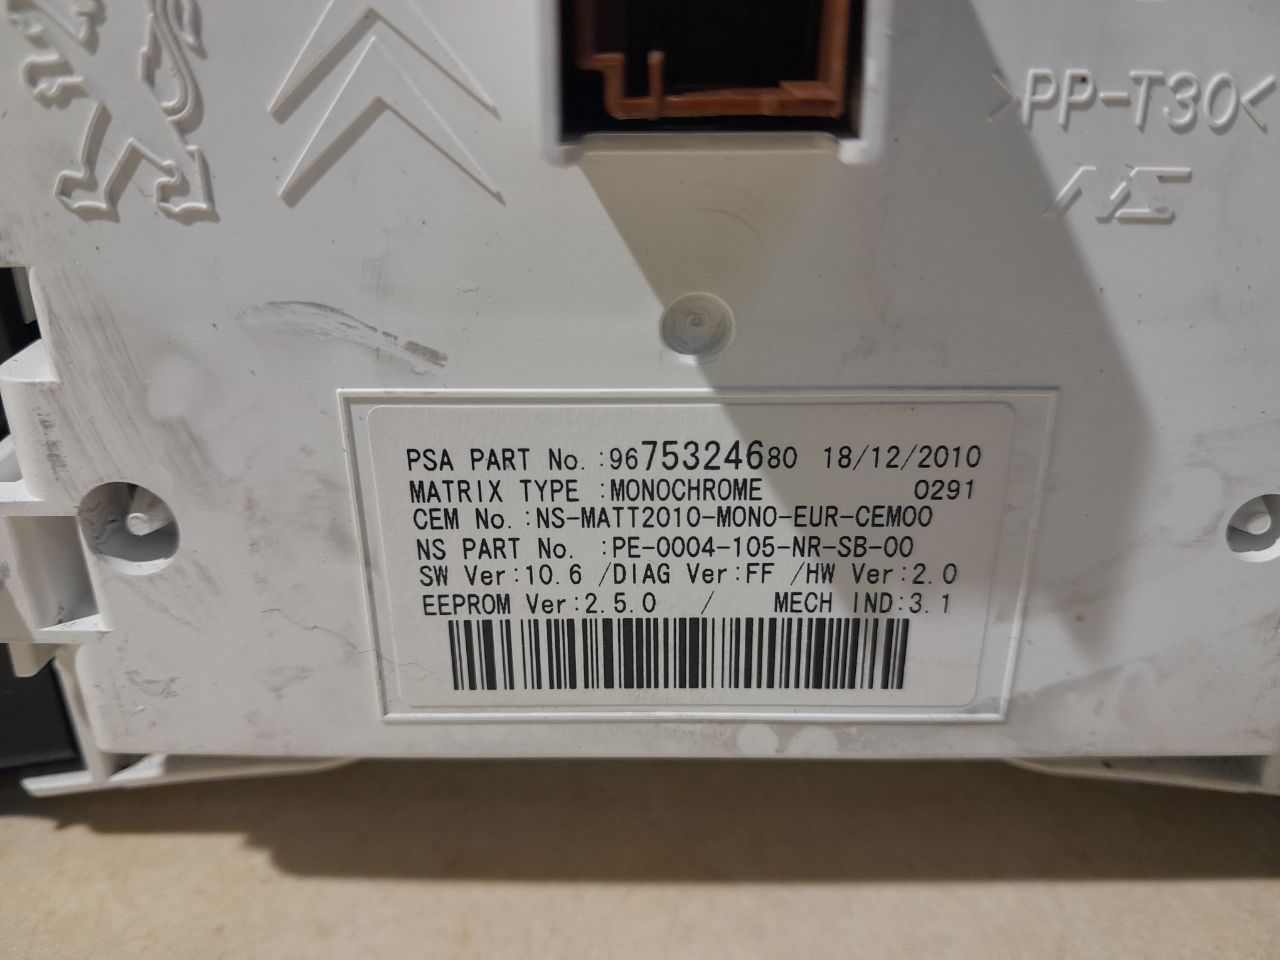 >PP-T30<
NS
PSA PART No. :9675324680 18/12/2010
MATRIX TYPE :MONOCHROME 0291
CEM No. :NS-MATT2010-MONO-EUR-CEM00
NS PART No. :PE-0004-105-NR-SB-00
SW Ver:10.6 /DIAG Ver:FF /HW Ver:2.0
EEPROM Ver:2.5.0 / MECH IND:3.1